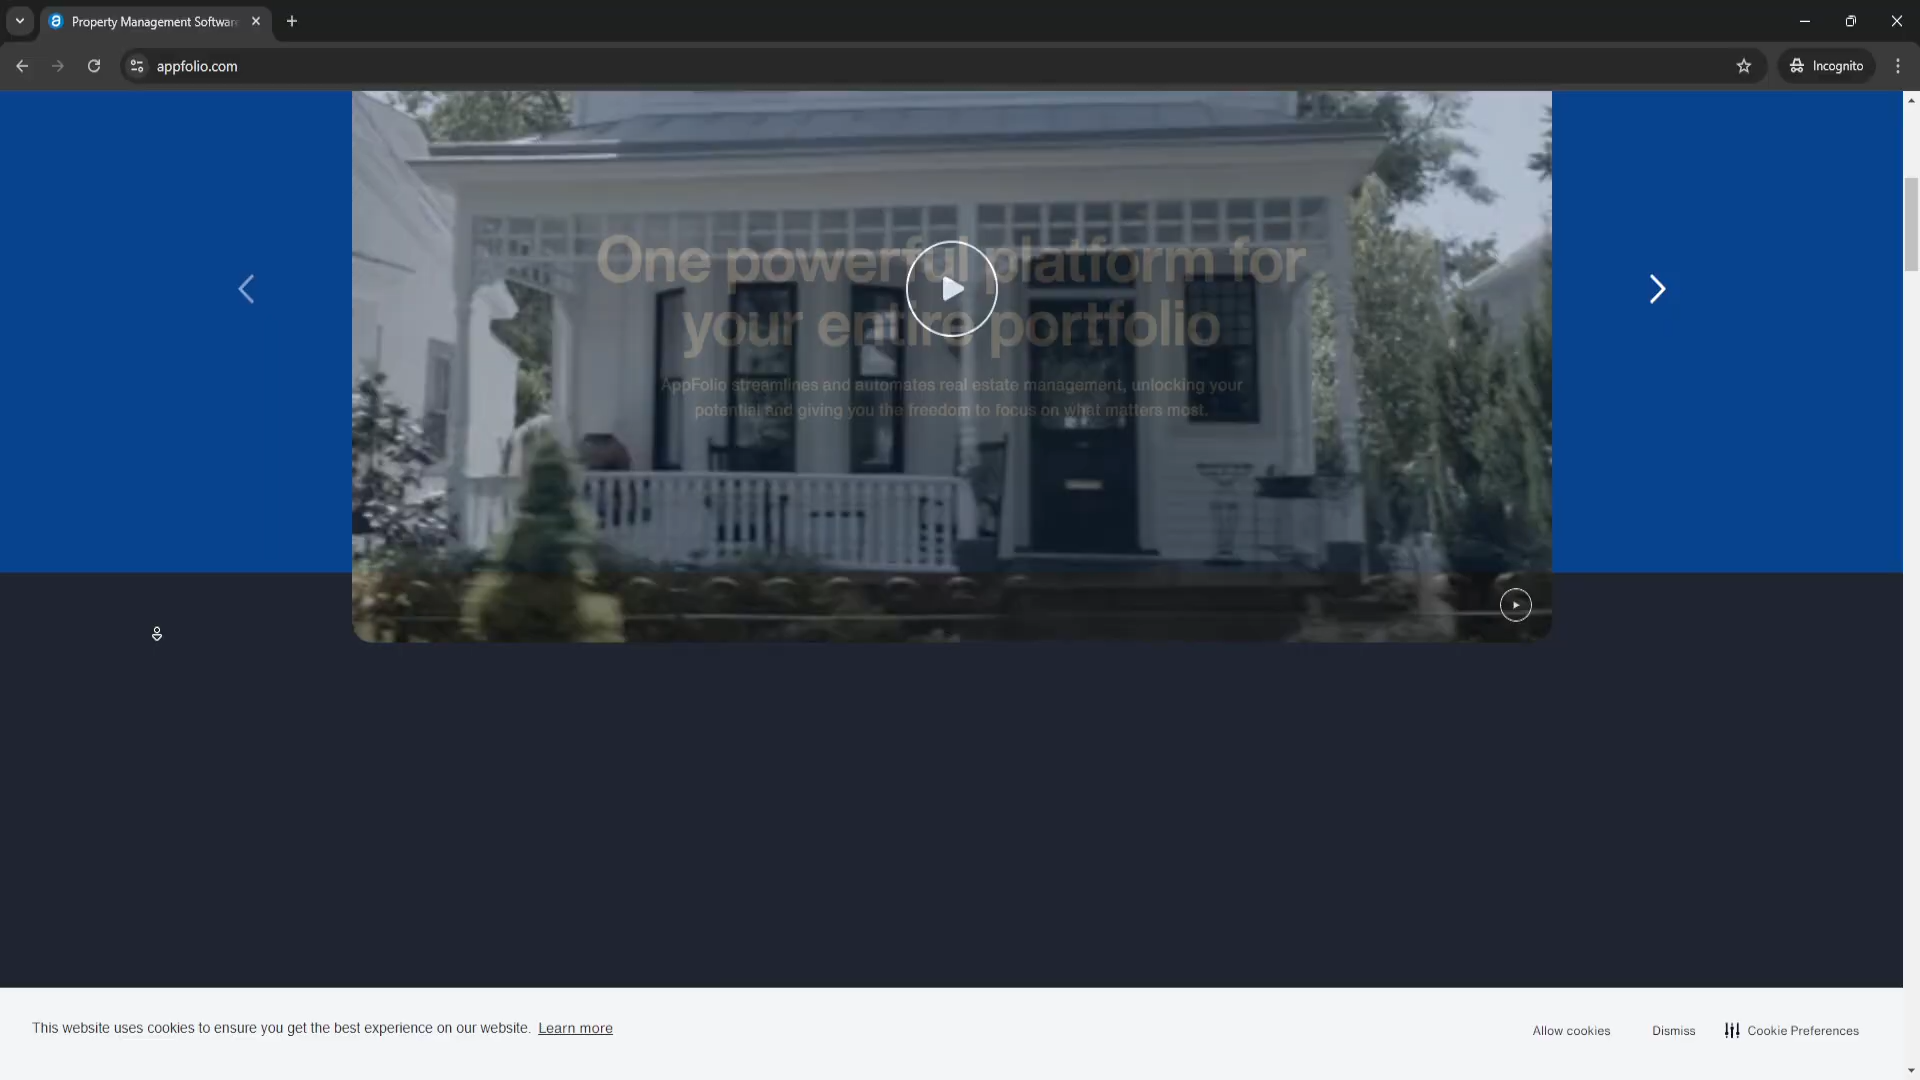 Property Management Softwar
appfolio.com
Incognito
One powerful platform for
your entire portfolio
AppFolio streamlines and automates real estate management, unlocking your
potential and giving you the freedom to focus on what matters most.
This website uses cookies to ensure you get the best experience on our website. Learn more
Allow cookies
Dismiss
Cookie Preferences